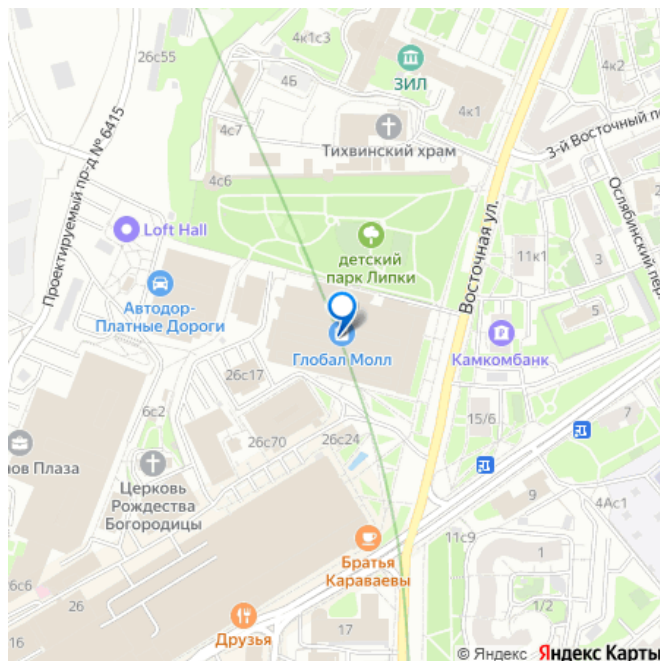 26с55
4к1с3
4Б
ЗИЛ
4к1
4к2
4с7
Тихвинский храм
3-й Восточный пе
Проектируемый пр-д № 6415
4с6
Ослябинский пер
Loft Hall
детский
парк Липки
Восточная ул.
11к1
3
5
Автодор-
Платные Дороги
Глобал Молл
Камкомбанк
26с17
6с2
15/6
7
26с70
26с24
нов Плаза
Церковь
Рождества
Богородицы
9
4Ас1
11с9
Братья
Караваевы
1
26с6
26
1/2
16
Друзья
17
© Яндекс Яндекс Карты